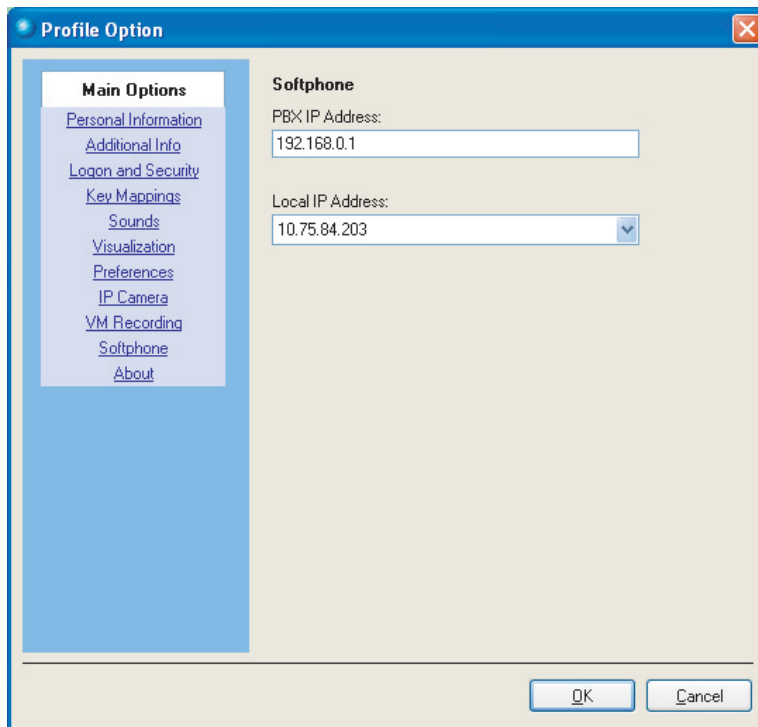 Profile Option
Main Options
Personal Information
Additional Info
Logon and Security
Key Mappings
Sounds
Visualization
Preferences
IP Camera
VM Recording
Softphone
About
Softphone
PBX IP Address:
192.168.0.1
Local IP Address:
10.75.84.203
OK
Cancel